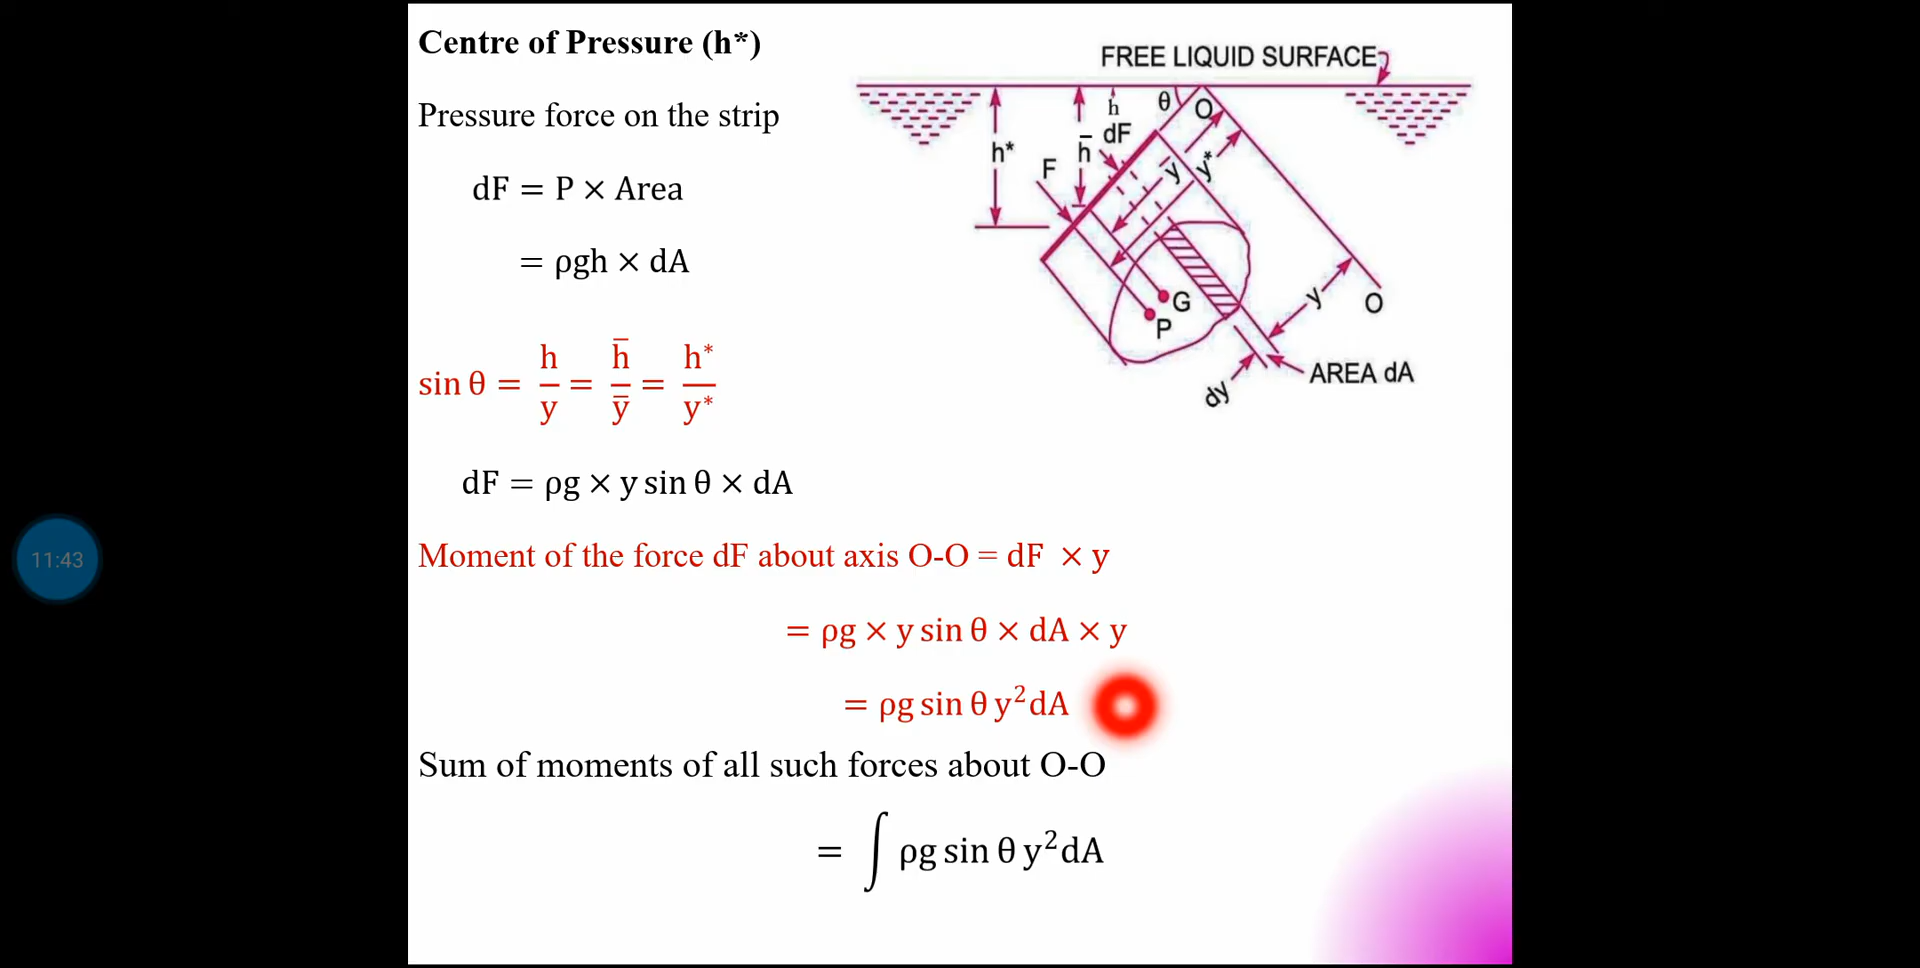 Centre of Pressure (h*)
FREE LIQUID SURFACE
Pressure force on the strip
dF = P × Area
= ρgh × dA
sin θ = h/y = h̄/ȳ = h*/y*
dF = ρg × y sin θ × dA
Moment of the force dF about axis O-O = dF × y
= ρg × y sin θ × dA × y
= ρg sin θ y²dA
Sum of moments of all such forces about O-O
= ∫ ρg sin θ y²dA
h*
h̄
h
θ
O
dF
F
ȳ
y*
G
P
y
O
AREA dA
dy
11:43